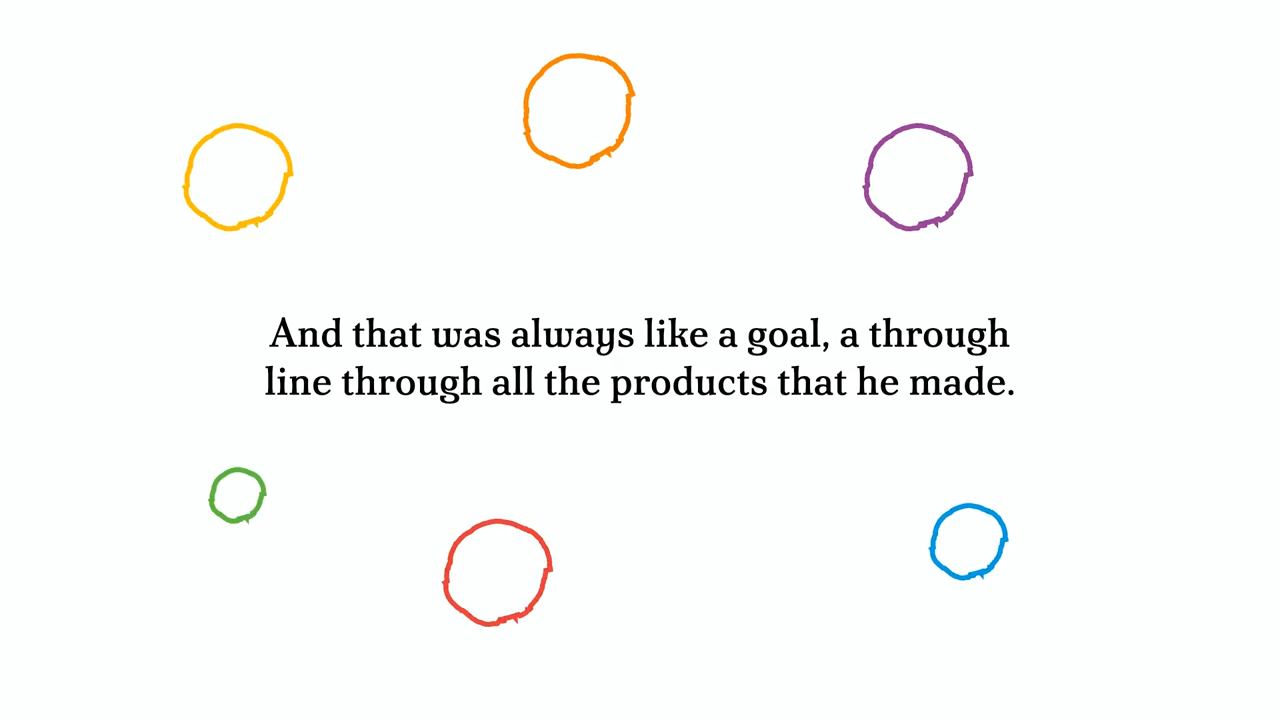 And that was always like a goal, a through
line through all the products that he made.